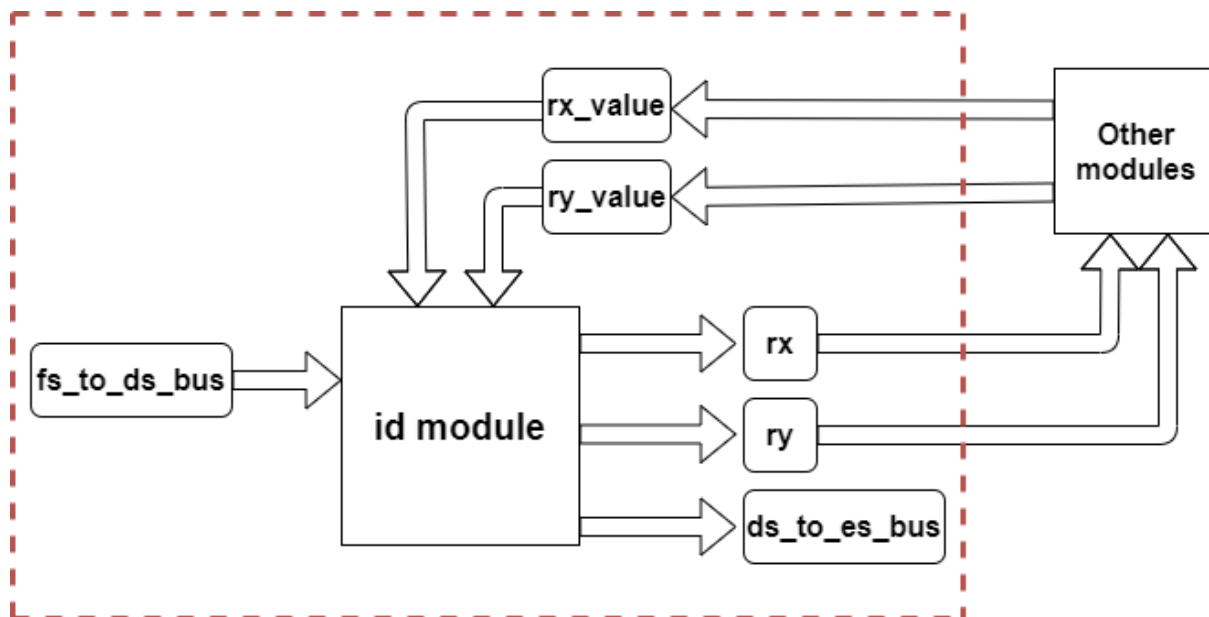 rx_value
Other
modules
ry_value
rx
fs_to_ds_bus
id module
ry
ds_to_es_bus